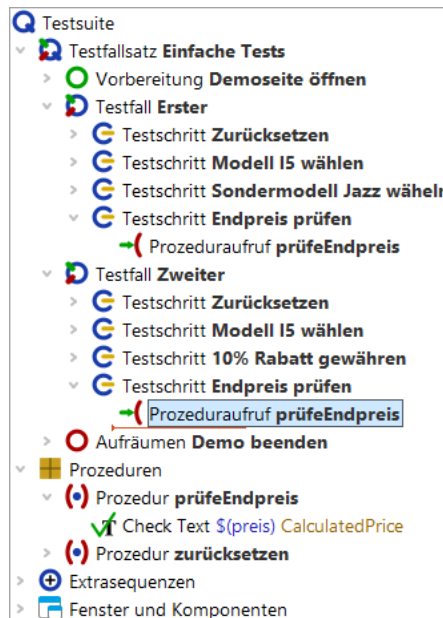 Testsuite
Testfallsatz Einfache Tests
Vorbereitung Demoseite öffnen
Testfall Erster
Testschritt Zurücksetzen
Testschritt Modell I5 wählen
Testschritt Sondermodell Jazz wäheln
Testschritt Endpreis prüfen
Prozeduraufruf prüfeEndpreis
Testfall Zweiter
Testschritt Zurücksetzen
Testschritt Modell I5 wählen
Testschritt 10% Rabatt gewähren
Testschritt Endpreis prüfen
Prozeduraufruf prüfeEndpreis
Aufräumen Demo beenden
Prozeduren
Prozedur prüfeEndpreis
Check Text $(preis) CalculatedPrice
Prozedur zurücksetzen
Extrasequenzen
Fenster und Komponenten